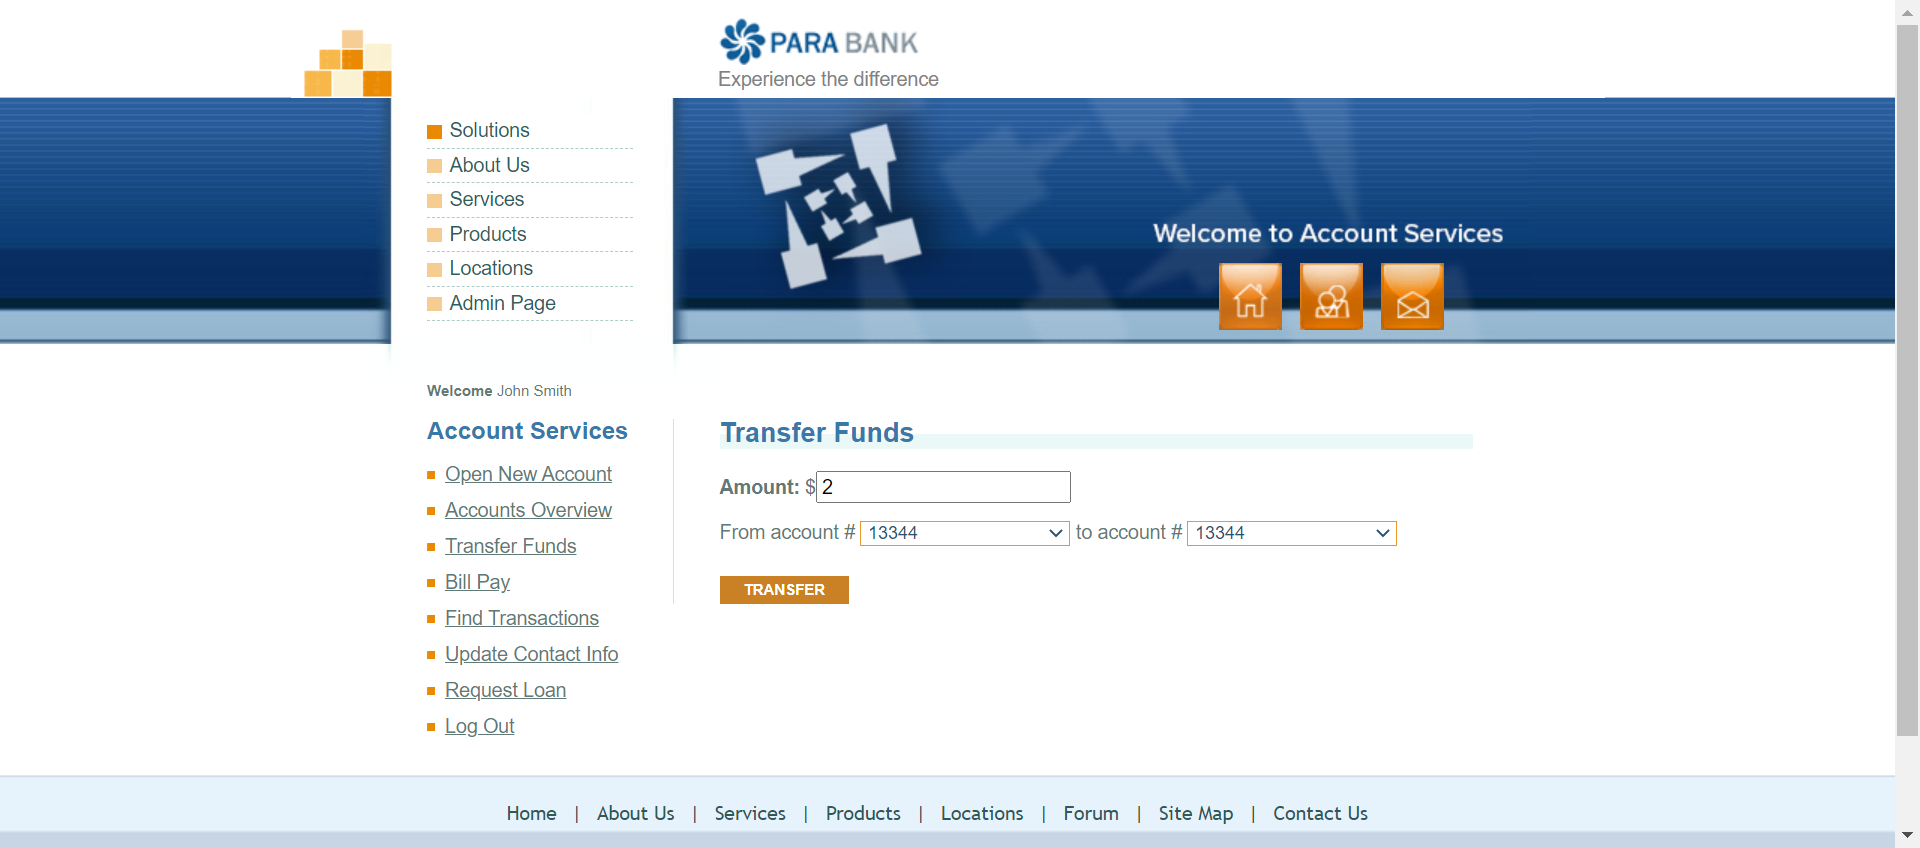 PARA BANK
Experience the difference
Solutions
About Us
Services
Products
Locations
Admin Page
Welcome to Account Services
Welcome John Smith
Account Services
Open New Account
Accounts Overview
Transfer Funds
Bill Pay
Find Transactions
Update Contact Info
Request Loan
Log Out
Transfer Funds
Amount: $2
From account # 13344 to account # 13344
TRANSFER
Home | About Us | Services | Products | Locations | Forum | Site Map | Contact Us